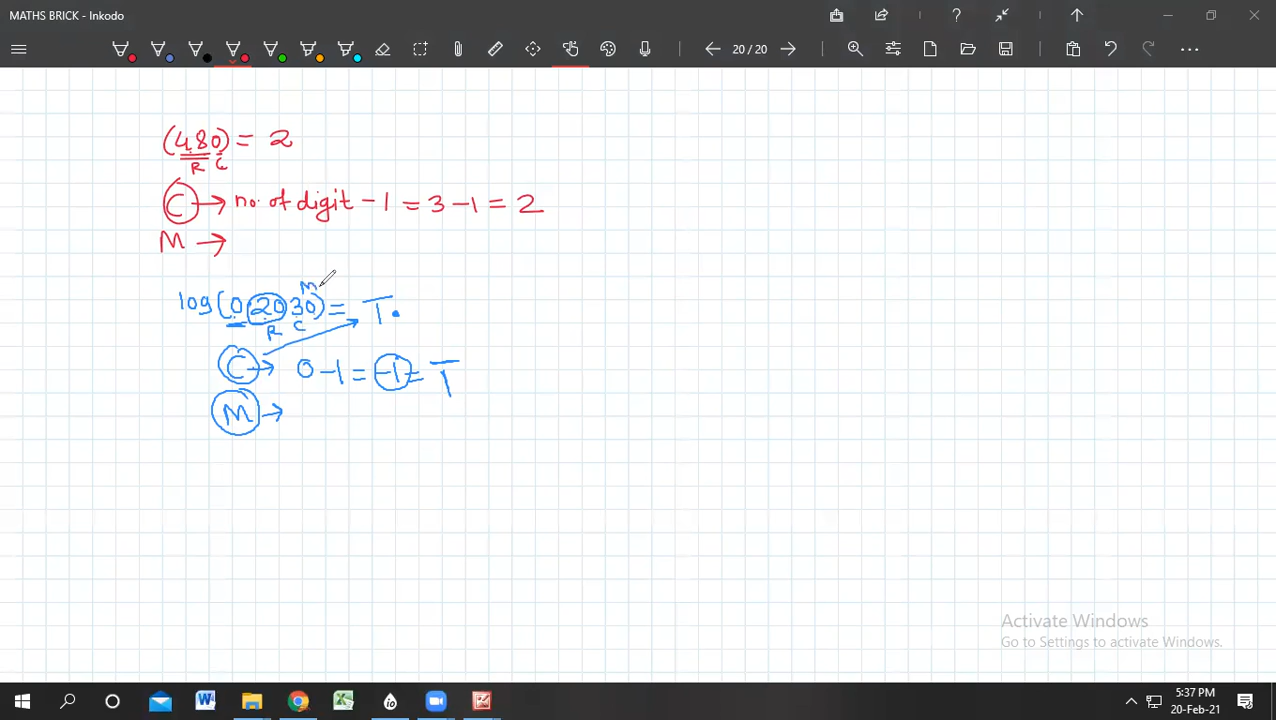 MATHS BRICK - Inkodo
20 / 20
(480) = 2
R C
C → no. of digit - 1 = 3 - 1 = 2
M →
M
log(0.2030) = 1̅.
R C
C → 0 - 1 = -1 = 1̅
M →
Activate Windows
Go to Settings to activate Windows.
5:37 PM
20-Feb-21